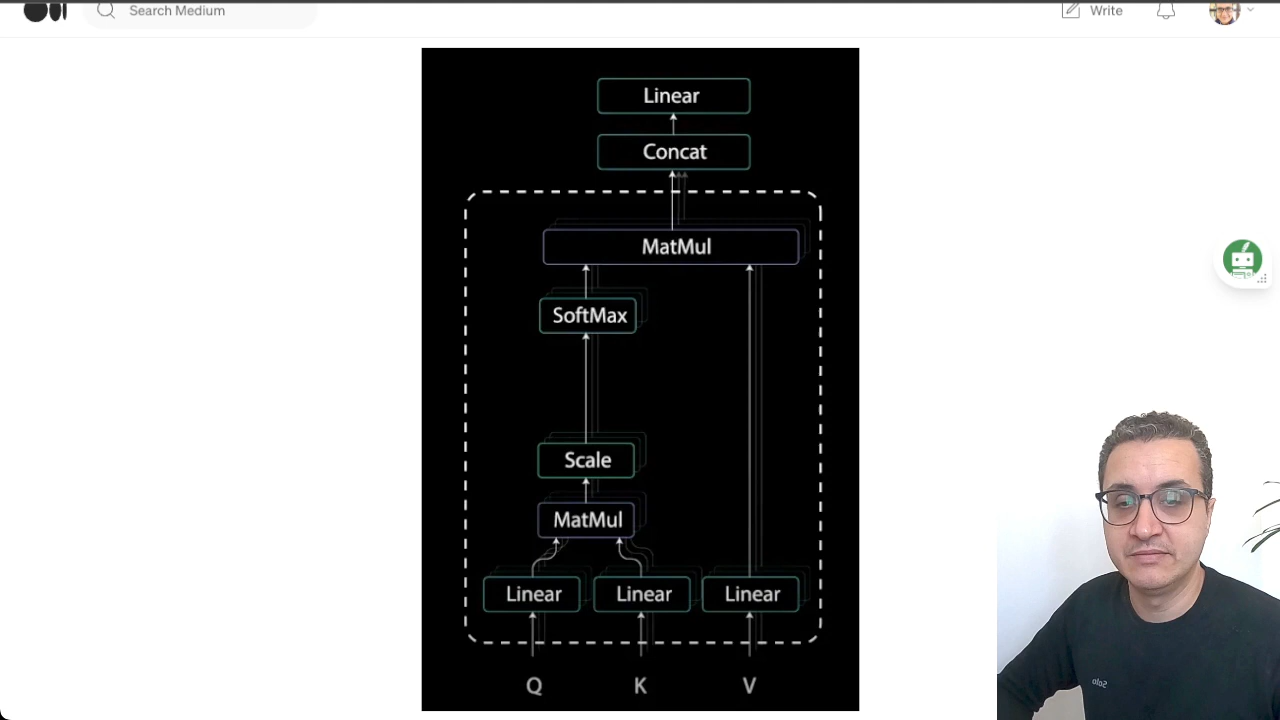 Search Medium
Write
Linear
Concat
MatMul
SoftMax
Scale
MatMul
Linear Linear Linear
Q K V